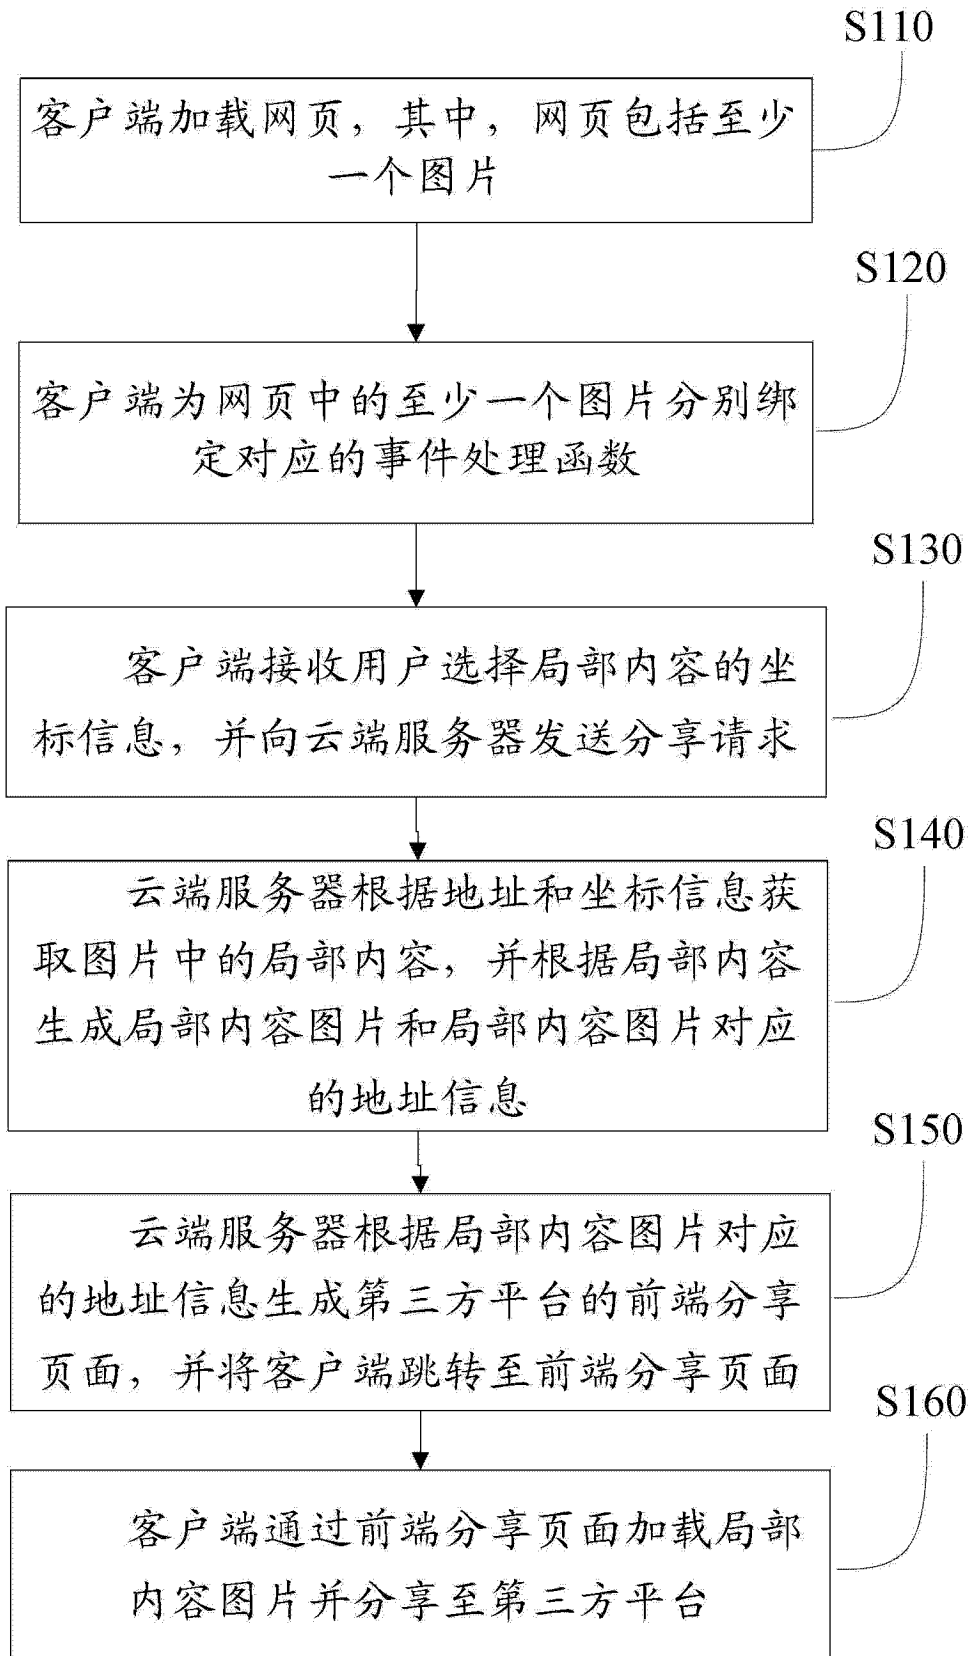 S110
客户端加载网页，其中，网页包括至少
一个图片
S120
客户端为网页中的至少一个图片分别绑
定对应的事件处理函数
S130
客户端接收用户选择局部内容的坐
标信息，并向云端服务器发送分享请求
S140
云端服务器根据地址和坐标信息获
取图片中的局部内容，并根据局部内容
生成局部内容图片和局部内容图片对应
的地址信息
S150
云端服务器根据局部内容图片对应
的地址信息生成第三方平台的前端分享
页面，并将客户端跳转至前端分享页面
S160
客户端通过前端分享页面加载局部
内容图片并分享至第三方平台